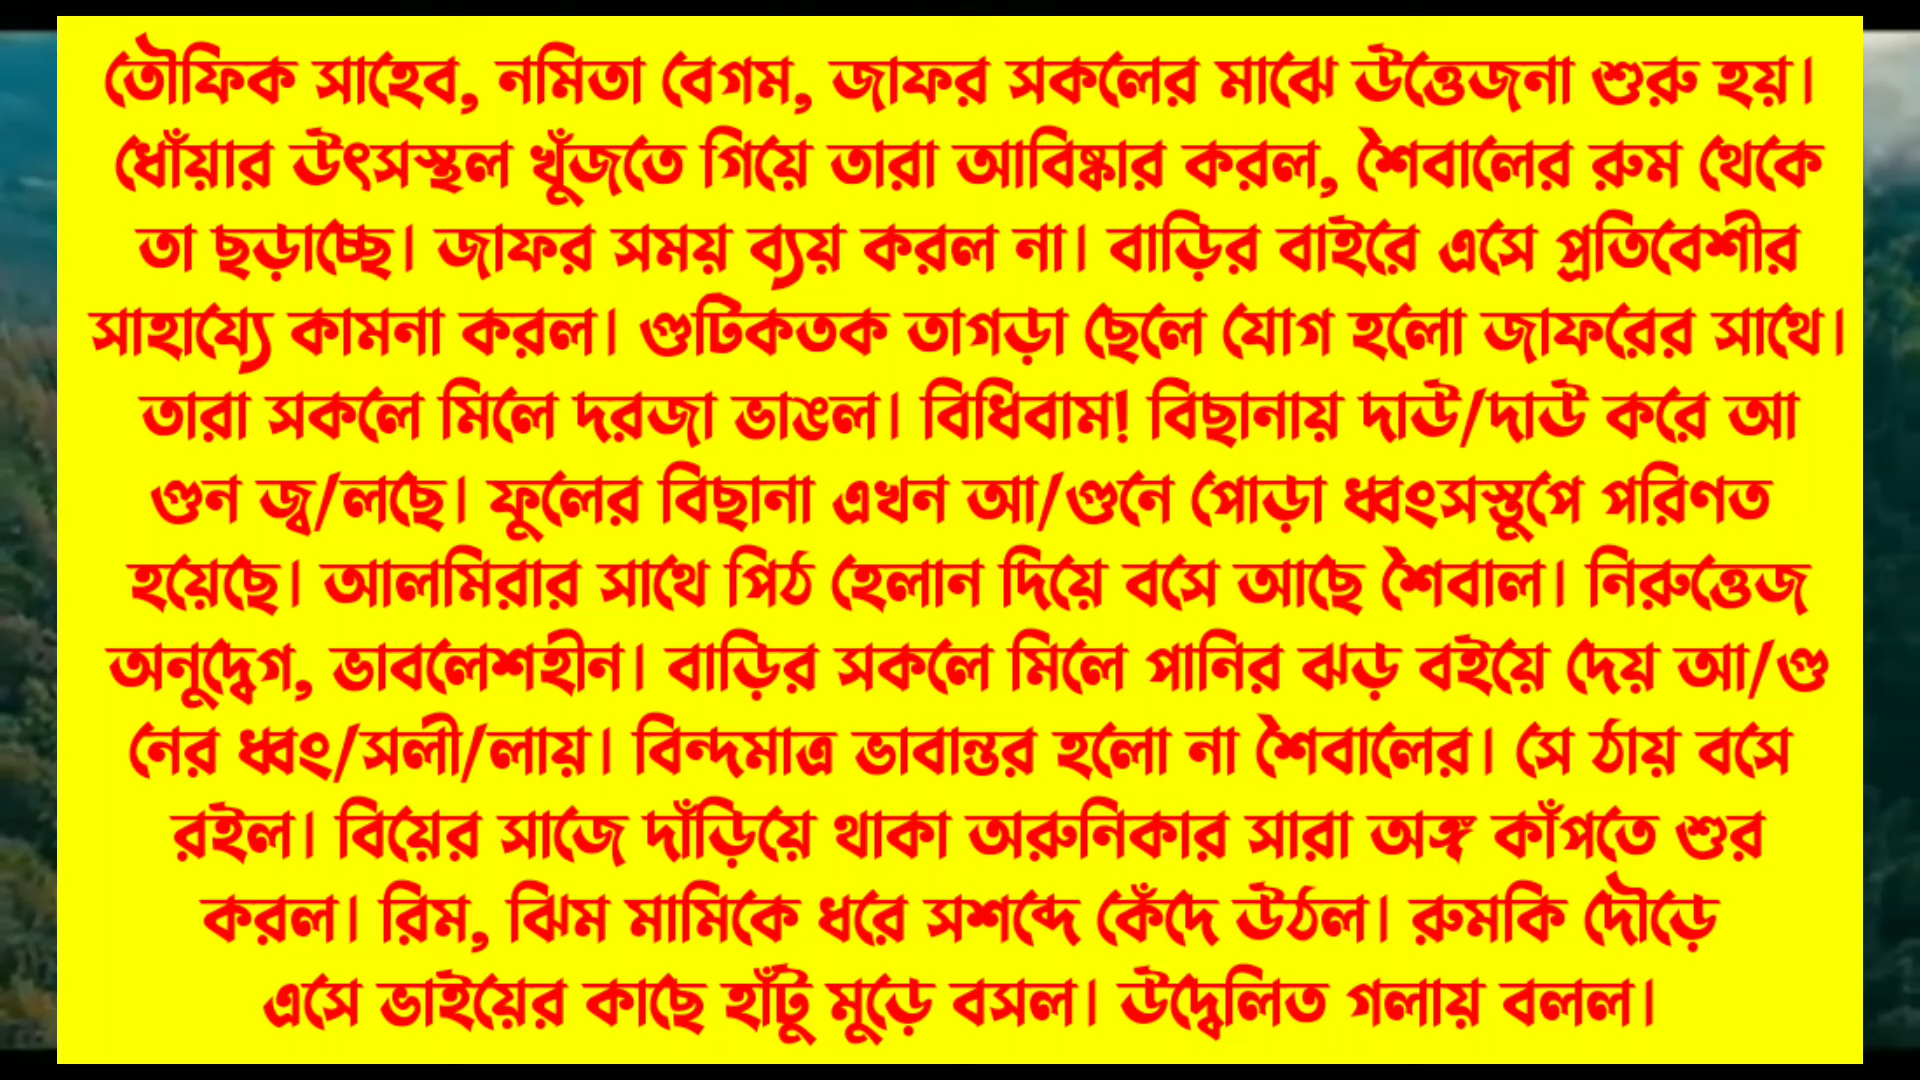 তৌফিক সাহেব, নমিতা বেগম, জাফর সকলের মাঝে উত্তেজনা শুরু হয়।
ধোঁয়ার উৎসস্থল খুঁজতে গিয়ে তারা আবিষ্কার করল, শৈবালের রুম থেকে
তা ছড়াচ্ছে। জাফর সময় ব্যয় করল না। বাড়ির বাইরে এসে প্রতিবেশীর
সাহায্যে কামনা করল। গুটিকতক তাগড়া ছেলে যোগ হলো জাফরের সাথে।
তারা সকলে মিলে দরজা ভাঙল। বিধিবাম! বিছানায় দাউ/দাউ করে আ
গুন জ্ব/লছে। ফুলের বিছানা এখন আ/গুনে পোড়া ধ্বংসস্তুপে পরিণত
হয়েছে। আলমিরার সাথে পিঠ হেলান দিয়ে বসে আছে শৈবাল। নিরুত্তেজ
অনুদ্বেগ, ভাবলেশহীন। বাড়ির সকলে মিলে পানির ঝড় বইয়ে দেয় আ/গু
নের ধ্বং/সলী/লায়। বিন্দমাত্র ভাবান্তর হলো না শৈবালের। সে ঠায় বসে
রইল। বিয়ের সাজে দাঁড়িয়ে থাকা অরুনিকার সারা অঙ্গ কাঁপতে শুর
করল। রিম, ঝিম মামিকে ধরে সশব্দে কেঁদে উঠল। রুমকি দৌড়ে
এসে ভাইয়ের কাছে হাঁটু মুড়ে বসল। উদ্বেলিত গলায় বলল।